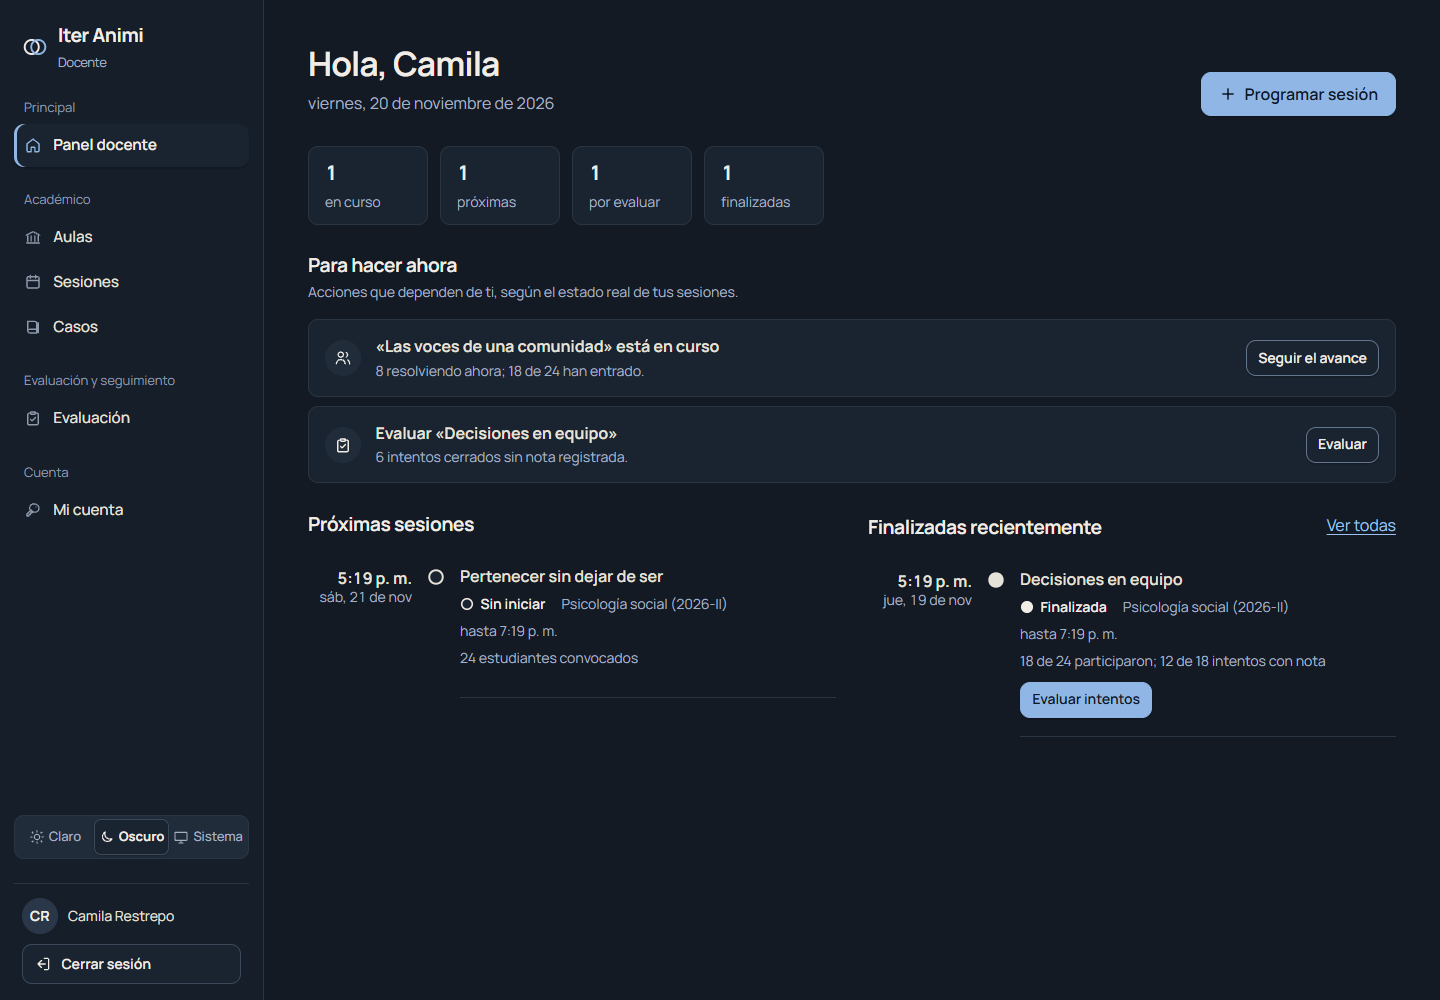 Iter Animi
Docente
Principal
Panel docente
Académico
Aulas
Sesiones
Casos
Evaluación y seguimiento
Evaluación
Cuenta
Mi cuenta
Claro
Oscuro
Sistema
CR
Camila Restrepo
Cerrar sesión
Hola, Camila
viernes, 20 de noviembre de 2026
Programar sesión
1
en curso
1
próximas
1
por evaluar
1
finalizadas
Para hacer ahora
Acciones que dependen de ti, según el estado real de tus sesiones.
«Las voces de una comunidad» está en curso
8 resolviendo ahora; 18 de 24 han entrado.
Seguir el avance
Evaluar «Decisiones en equipo»
6 intentos cerrados sin nota registrada.
Evaluar
Próximas sesiones
5:19 p. m.
sáb, 21 de nov
Pertenecer sin dejar de ser
Sin iniciar
Psicología social (2026-II)
hasta 7:19 p. m.
24 estudiantes convocados
Finalizadas recientemente
Ver todas
5:19 p. m.
jue, 19 de nov
Decisiones en equipo
Finalizada
Psicología social (2026-II)
hasta 7:19 p. m.
18 de 24 participaron; 12 de 18 intentos con nota
Evaluar intentos